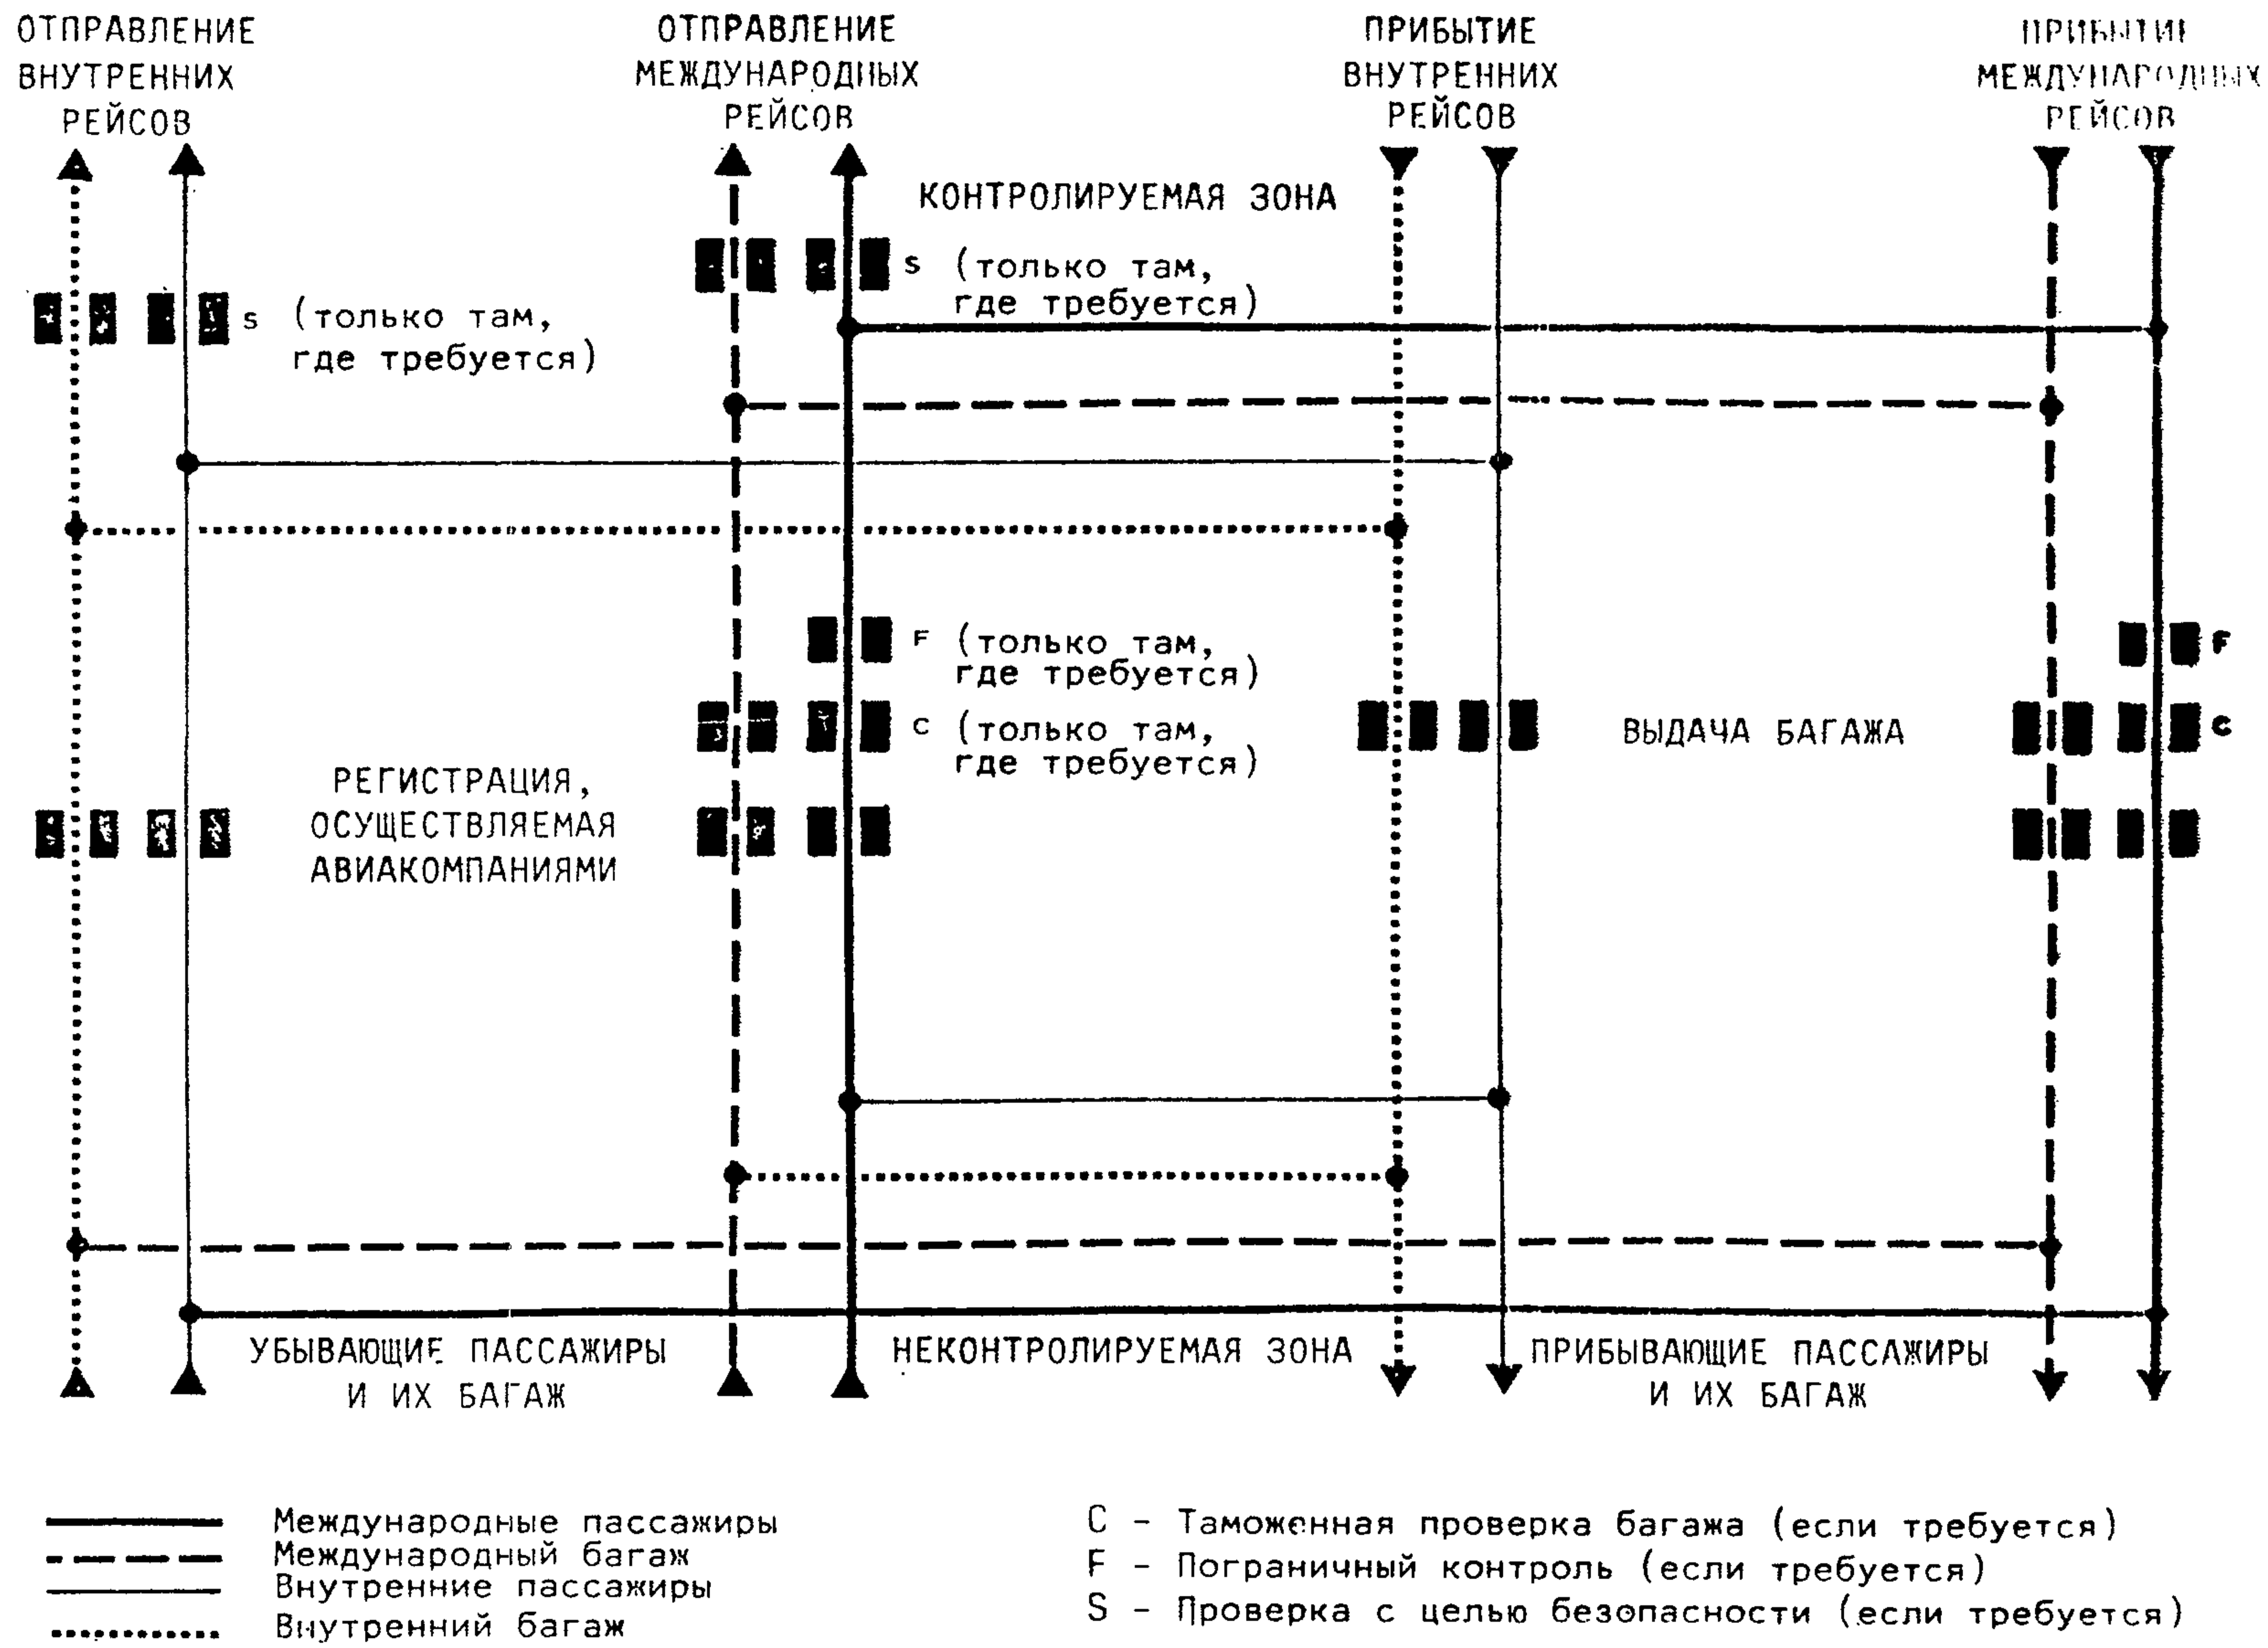 ОТПРАВЛЕНИЕ
ВНУТРЕННИХ
РЕЙСОВ
ОТПРАВЛЕНИЕ
МЕЖДУНАРОДНЫХ
РЕЙСОВ
ПРИБЫТИЕ
ВНУТРЕННИХ
РЕЙСОВ
ПРИБЫТИЕ
МЕЖДУНАРОДНЫХ
РЕЙСОВ
КОНТРОЛИРУЕМАЯ ЗОНА
S (только там,
где требуется)
S (только там,
где требуется)
F (только там,
где требуется)
C (только там,
где требуется)
F
ВЫДАЧА БАГАЖА
C
РЕГИСТРАЦИЯ,
ОСУЩЕСТВЛЯЕМАЯ
АВИАКОМПАНИЯМИ
УБЫВАЮЩИЕ ПАССАЖИРЫ
И ИХ БАГАЖ
НЕКОНТРОЛИРУЕМАЯ ЗОНА
ПРИБЫВАЮЩИЕ ПАССАЖИРЫ
И ИХ БАГАЖ
Международные пассажиры
Международный багаж
Внутренние пассажиры
Внутренний багаж
C – Таможенная проверка багажа (если требуется)
F – Пограничный контроль (если требуется)
S – Проверка с целью безопасности (если требуется)